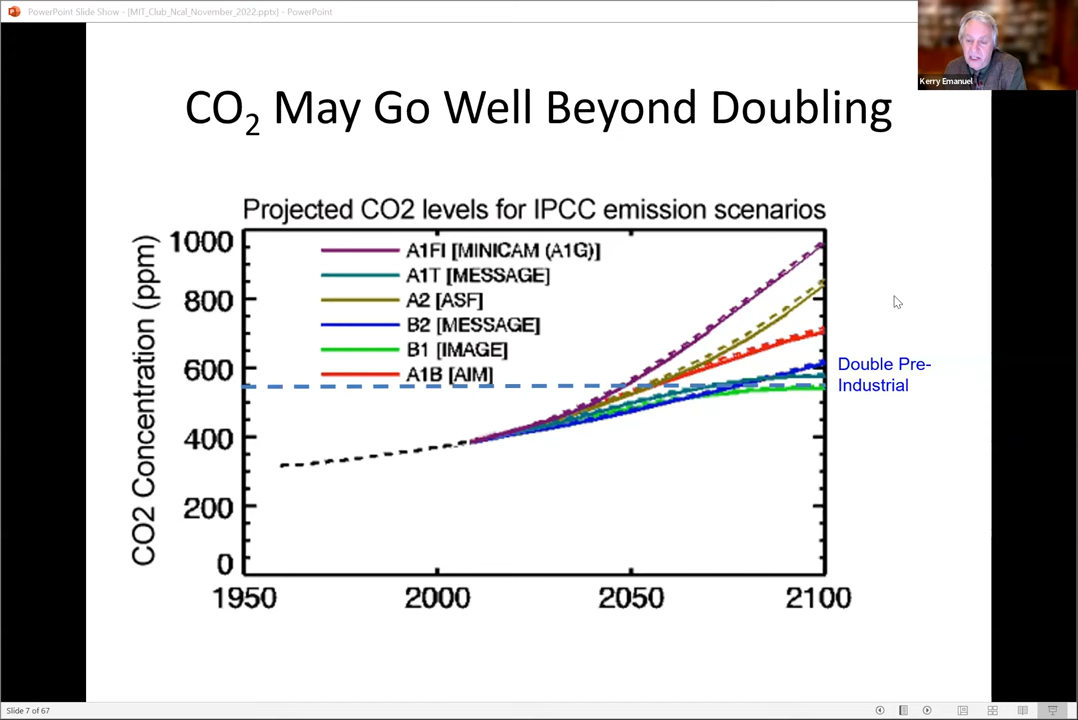 PowerPoint Slide Show - [MIT_Club_Ncal_November_2022.pptx] - PowerPoint
Kerry Emanuel
CO2 May Go Well Beyond Doubling
Projected CO2 levels for IPCC emission scenarios
CO2 Concentration (ppm)
1000
800
600
400
200
0
A1FI [MINICAM (A1G)]
A1T [MESSAGE]
A2 [ASF]
B2 [MESSAGE]
B1 [IMAGE]
A1B [AIM]
Double Pre-
Industrial
1950 2000 2050 2100
Slide 7 of 67